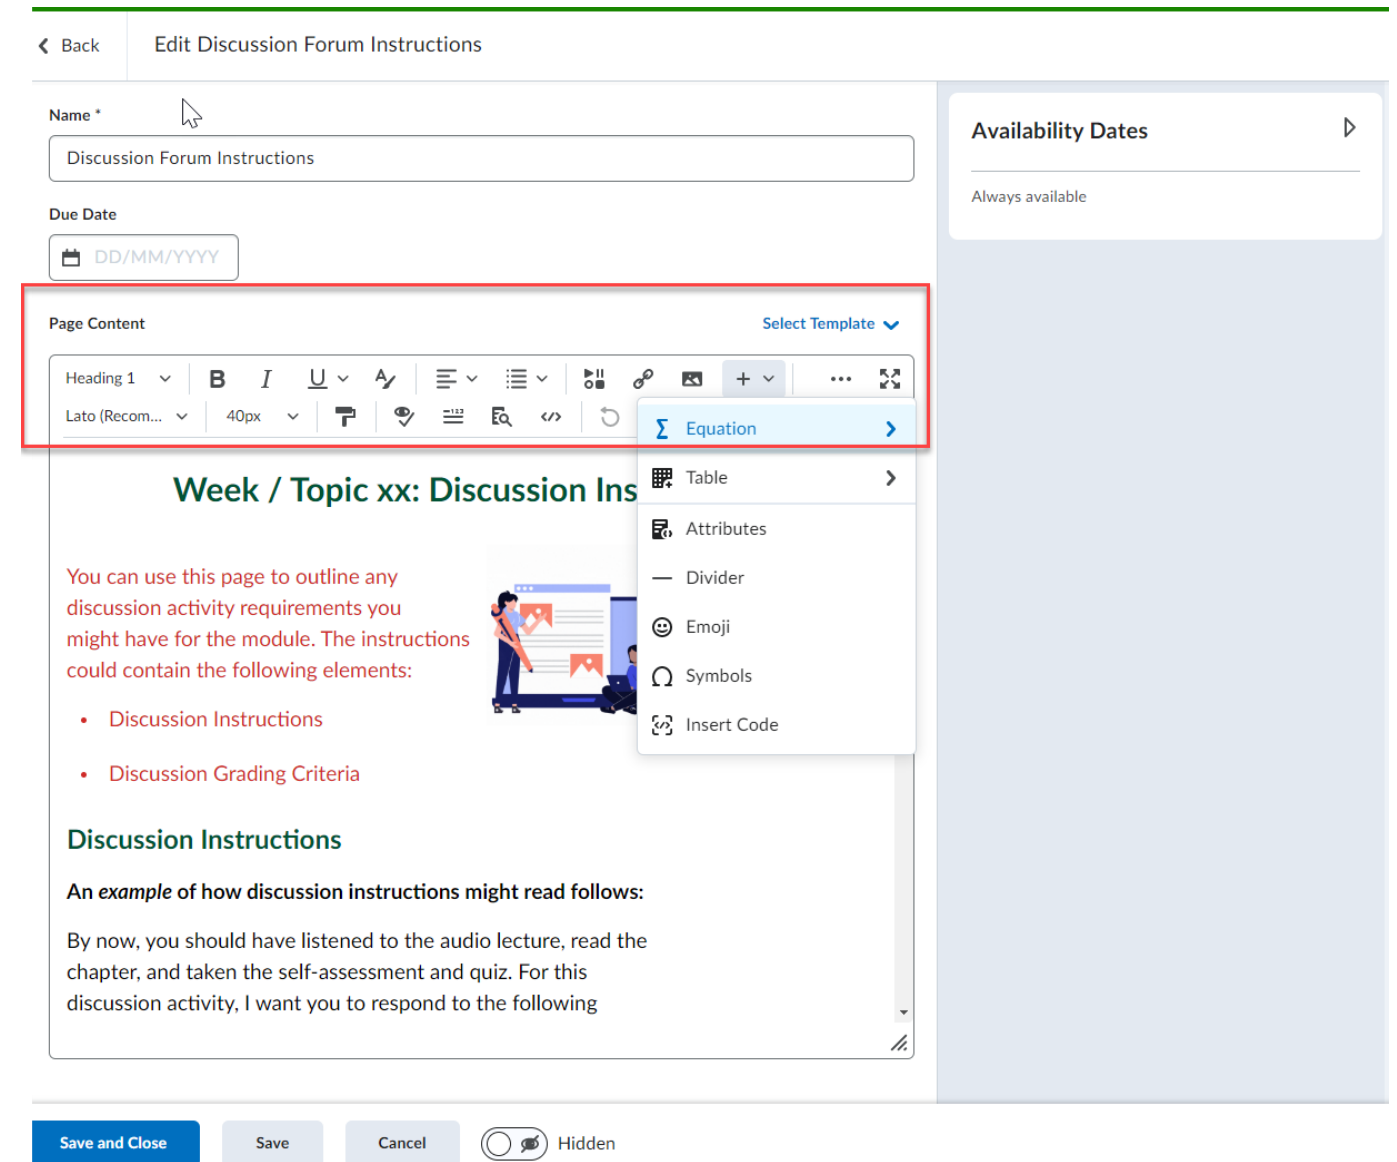 Back
Edit Discussion Forum Instructions
Name *
Discussion Forum Instructions
Due Date
DD/MM/YYYY
Page Content
Select Template
Heading 1
B I U A
Lato (Recom...
40px
Equation
Table
Attributes
Divider
Emoji
Symbols
Insert Code
Week / Topic xx: Discussion Ins
You can use this page to outline any
discussion activity requirements you
might have for the module. The instructions
could contain the following elements:
• Discussion Instructions
• Discussion Grading Criteria
Discussion Instructions
An example of how discussion instructions might read follows:
By now, you should have listened to the audio lecture, read the
chapter, and taken the self-assessment and quiz. For this
discussion activity, I want you to respond to the following
Availability Dates
Always available
Save and Close
Save
Cancel
Hidden